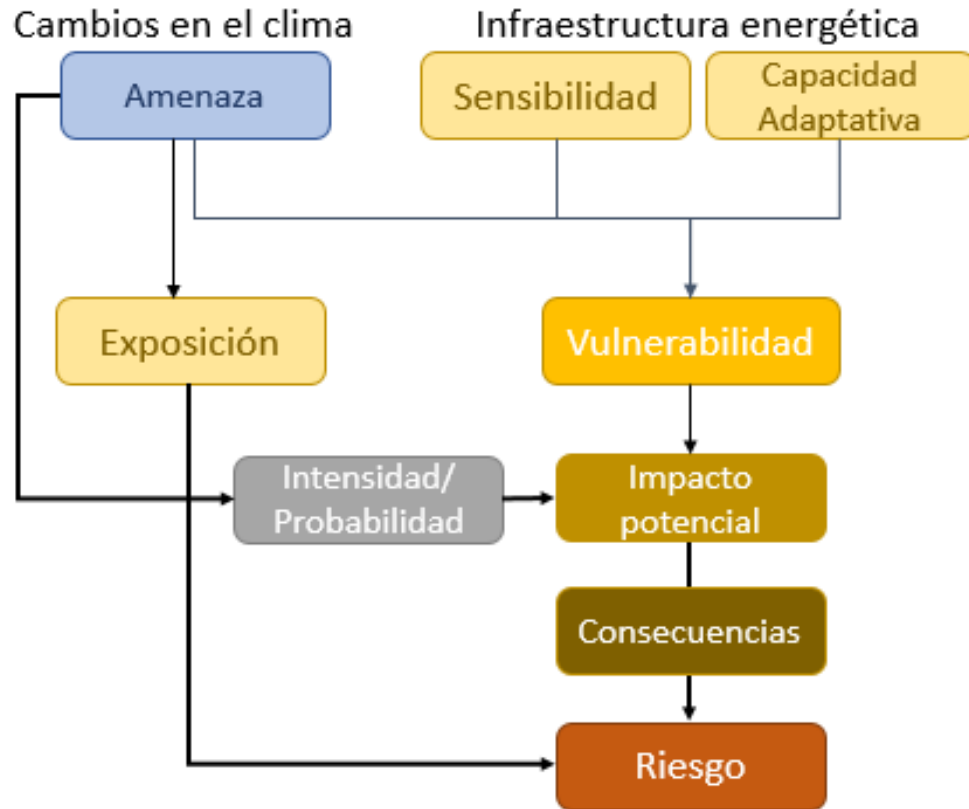 Cambios en el clima
Infraestructura energética
Amenaza
Sensibilidad
Capacidad
Adaptativa
Exposición
Vulnerabilidad
Intensidad/
Probabilidad
Impacto
potencial
Consecuencias
Riesgo